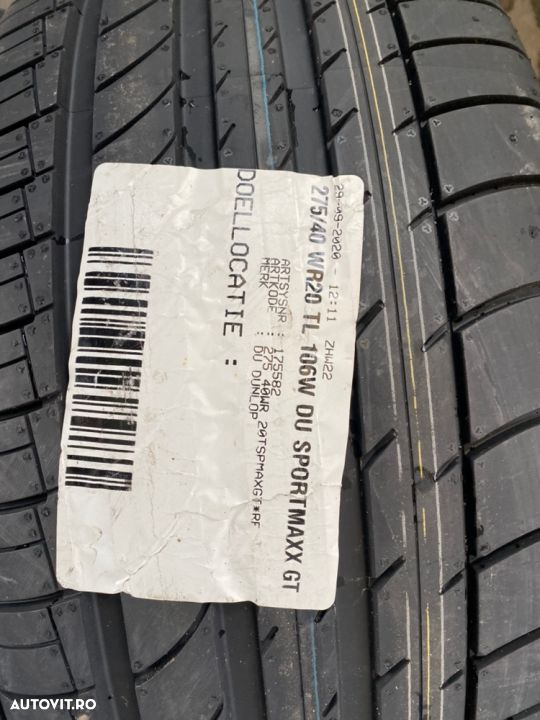 29-09-2020 - 12:11 ZHW22
275/40 WR20 TL 106W DU SPORTMAXX GT
ARTSYSNR : 175582
ARTKODE : 275 40WR 20TSPMAXGT*RF
MERK : DU DUNLOP
DOELLOCATIE :
AUTOVIT.RO